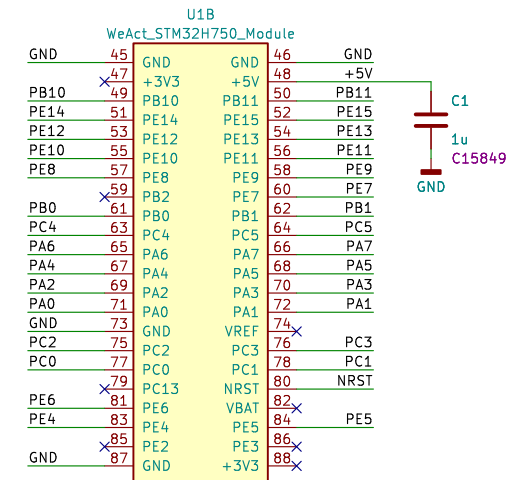 U1B
WeAct_STM32H750_Module
GND 45 GND GND 46 GND
47 +3V3 +5V 48 +5V
PB10 49 PB10 PB11 50 PB11
C1
PE14 51 PE14 PE15 52 PE15
PE12 53 PE12 PE13 54 PE13
1u
PE10 55 PE10 PE11 56 PE11
C15849
PE8 57 PE8 PE9 58 PE9
GND
59 PB2 PE7 60 PE7
PB0 61 PB0 PB1 62 PB1
PC4 63 PC4 PC5 64 PC5
PA6 65 PA6 PA7 66 PA7
PA4 67 PA4 PA5 68 PA5
PA2 69 PA2 PA3 70 PA3
PA0 71 PA0 PA1 72 PA1
GND 73 GND VREF 74
PC2 75 PC2 PC3 76 PC3
PC0 77 PC0 PC1 78 PC1
79 PC13 NRST 80 NRST
PE6 81 PE6 VBAT 82
PE4 83 PE4 PE5 84 PE5
85 PE2 PE3 86
GND 87 GND +3V3 88